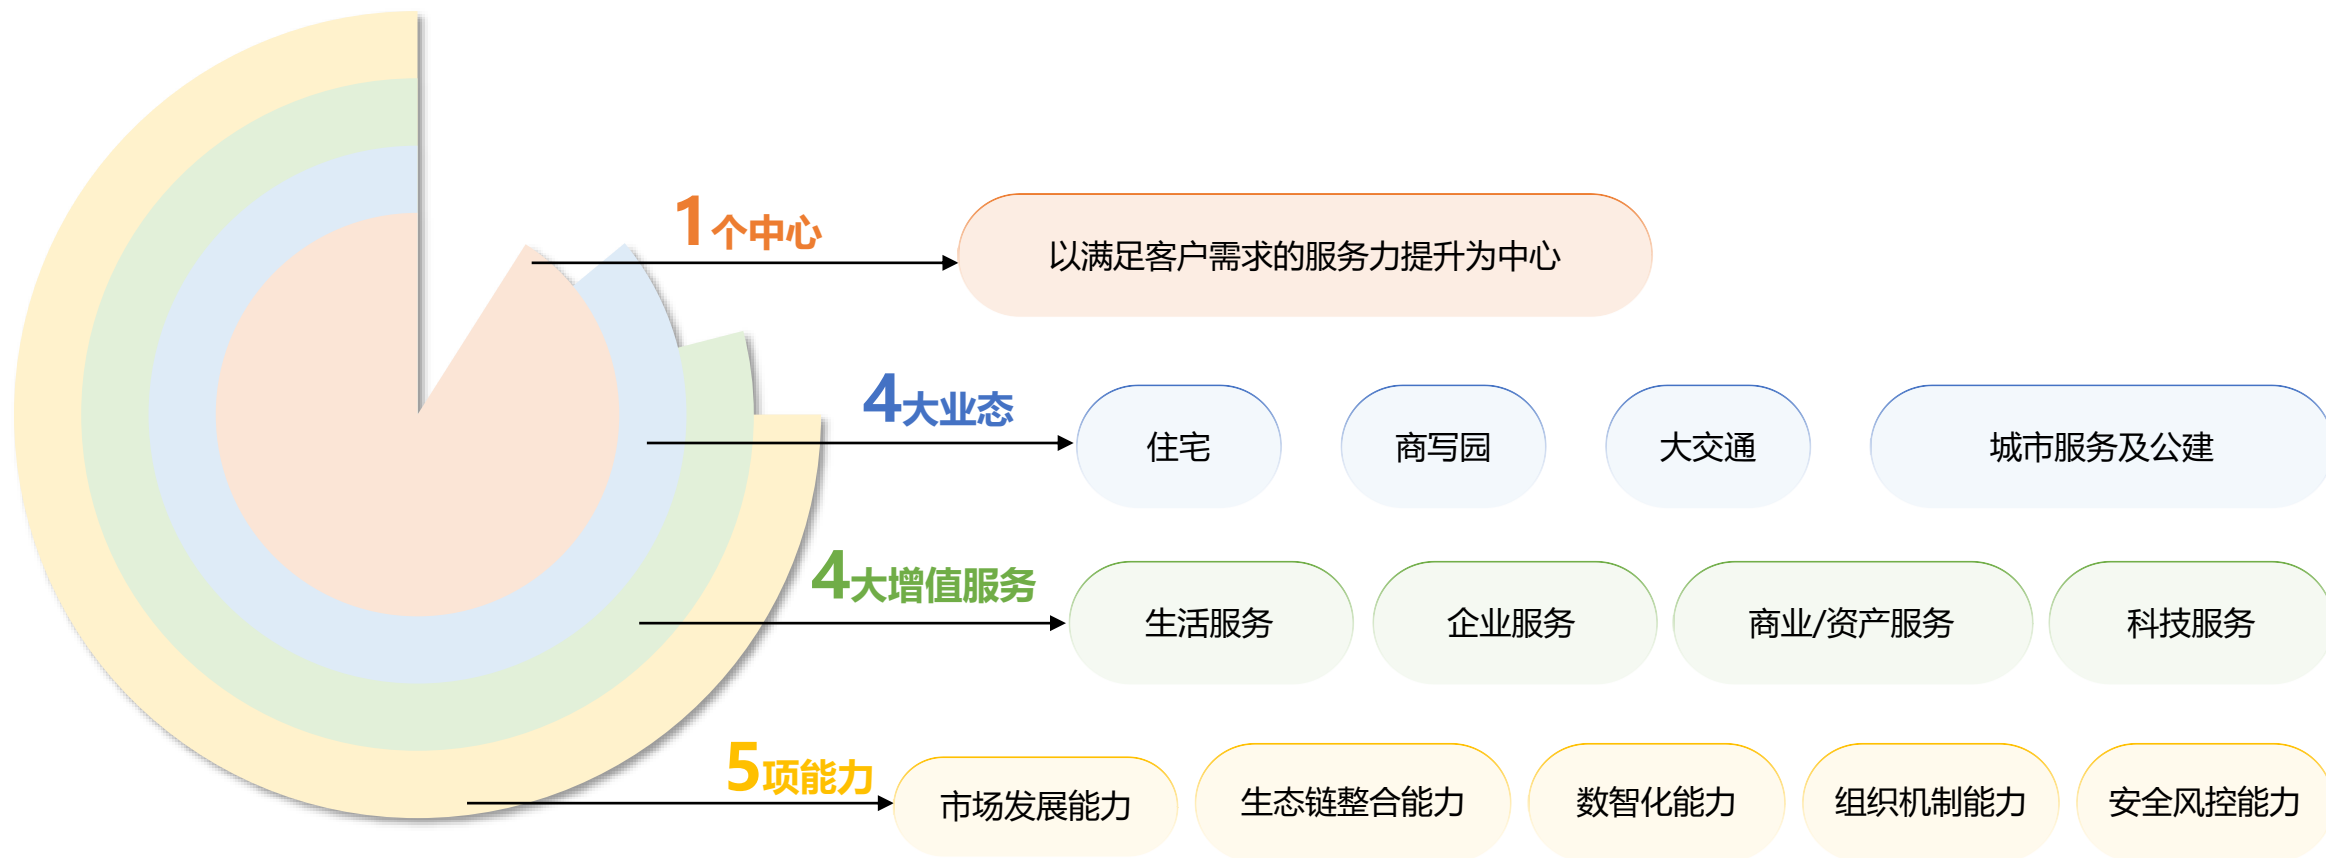 1个中心
以满足客户需求的服务力提升为中心
4大业态
住宅
商写园
大交通
城市服务及公建
4大增值服务
生活服务
企业服务
商业/资产服务
科技服务
5项能力
市场发展能力
生态链整合能力
数智化能力
组织机制能力
安全风控能力